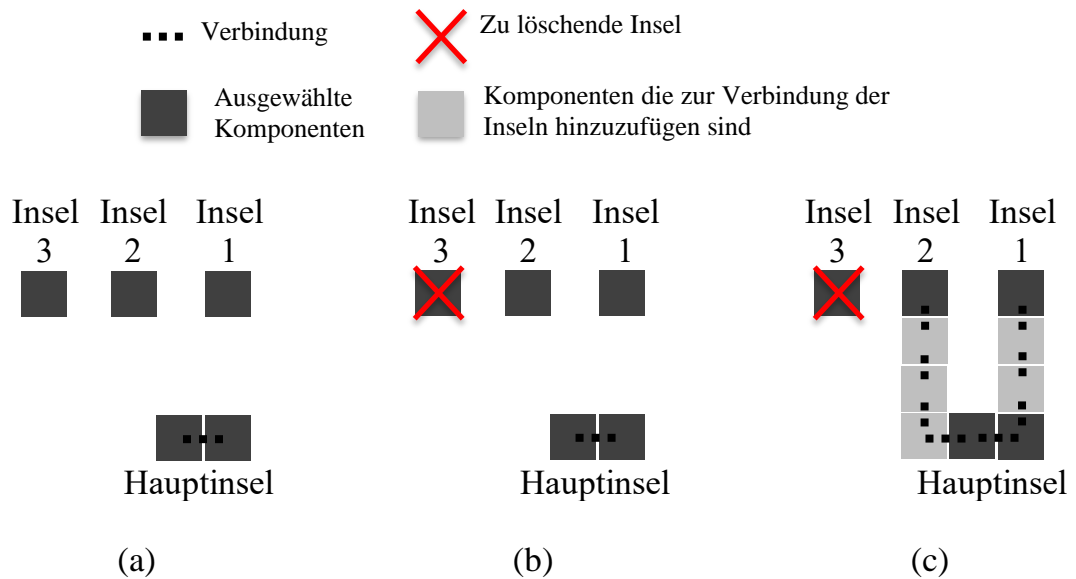 Verbindung
Zu löschende Insel
Ausgewählte
Komponenten
Komponenten die zur Verbindung der
Inseln hinzuzufügen sind
Insel Insel Insel
3 2 1
Hauptinsel
(a)
Insel Insel Insel
3 2 1
Hauptinsel
(b)
Insel Insel Insel
3 2 1
Hauptinsel
(c)